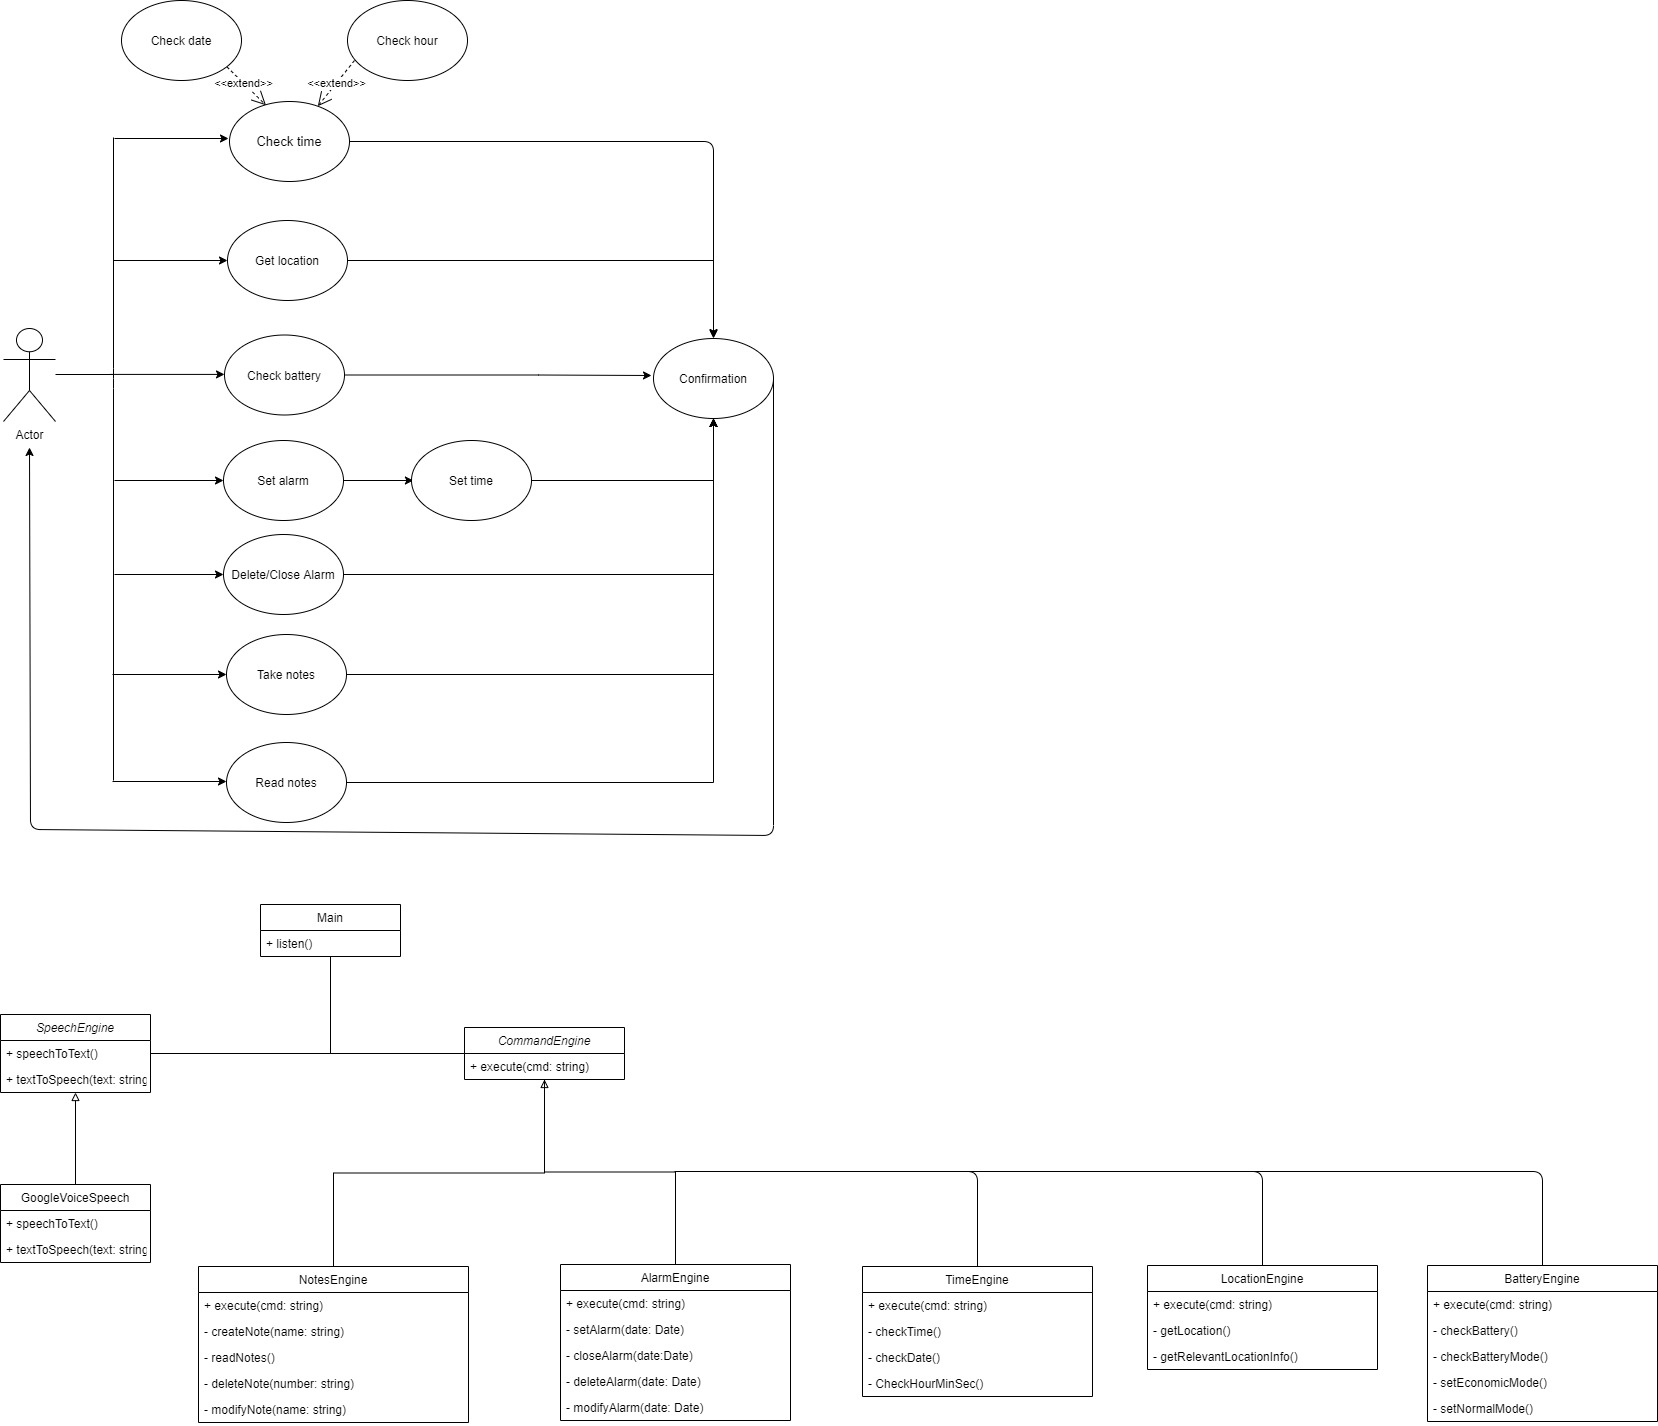 Check date
Check hour
<<extend>>
<<extend>>
Check time
Get location
Check battery
Confirmation
Actor
Set alarm
Set time
Delete/Close Alarm
Take notes
Read notes
Main
+ listen()
SpeechEngine
+ speechToText()
+ textToSpeech(text: string
CommandEngine
+ execute(cmd: string)
GoogleVoiceSpeech
+ speechToText()
+ textToSpeech(text: string
NotesEngine
+ execute(cmd: string)
- createNote(name: string)
- readNotes()
- deleteNote(number: string)
- modifyNote(name: string)
AlarmEngine
+ execute(cmd: string)
- setAlarm(date: Date)
- closeAlarm(date:Date)
- deleteAlarm(date: Date)
- modifyAlarm(date: Date)
TimeEngine
+ execute(cmd: string)
- checkTime()
- checkDate()
- CheckHourMinSec()
LocationEngine
+ execute(cmd: string)
- getLocation()
- getRelevantLocationInfo()
BatteryEngine
+ execute(cmd: string)
- checkBattery()
- checkBatteryMode()
- setEconomicMode()
- setNormalMode()